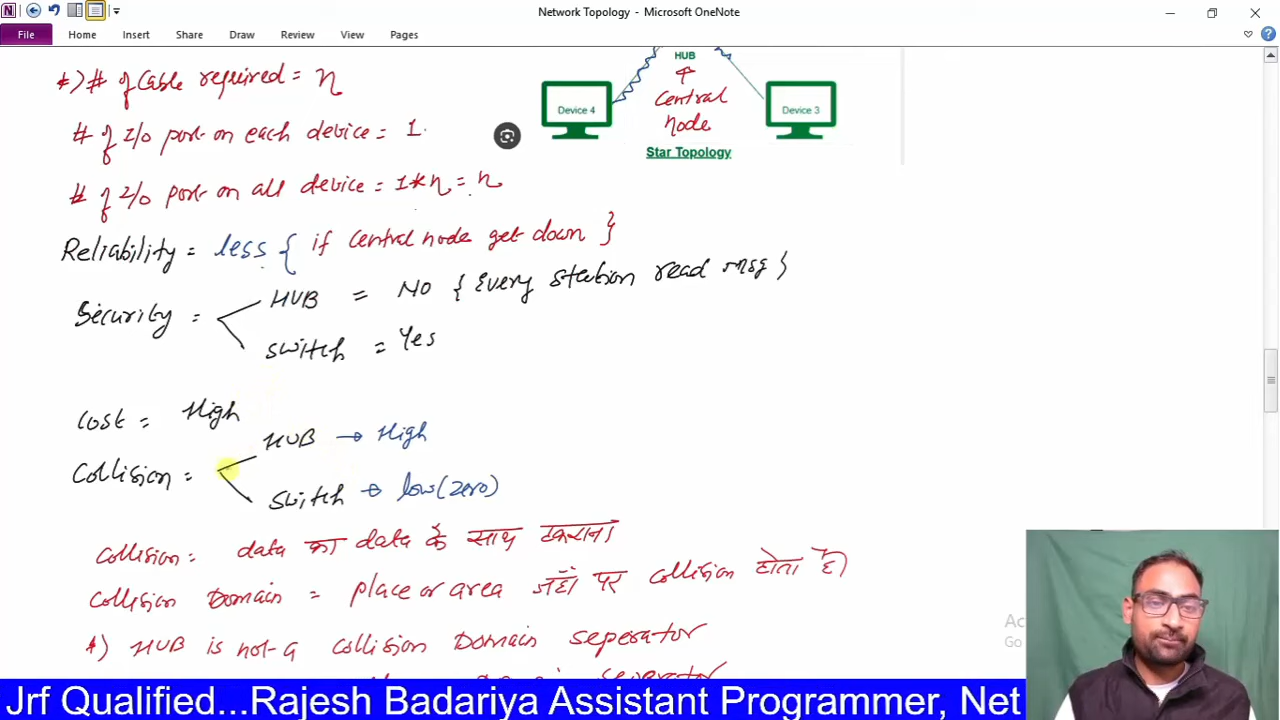 Network Topology - Microsoft OneNote
File Home Insert Share Draw Review View Pages
*) # of Cable required = n
# of I/O port on each device = 1.
# of I/O port on all device = 1*n = n
HUB
Central
node
Device 4
Device 3
Star Topology
Reliability = less { if central node get down }
Security = HUB = NO { Every station read msg }
Switch = Yes
Cost = High
Collision = HUB → High
Switch → low (zero)
Collision = data का data के साथ टकराना
Collision Domain = place or area जहाँ पर collision होता है)
*) HUB is not a Collision Domain seperator
Domain seperator
Ac
Go
Jrf Qualified...Rajesh Badariya Assistant Programmer, Net